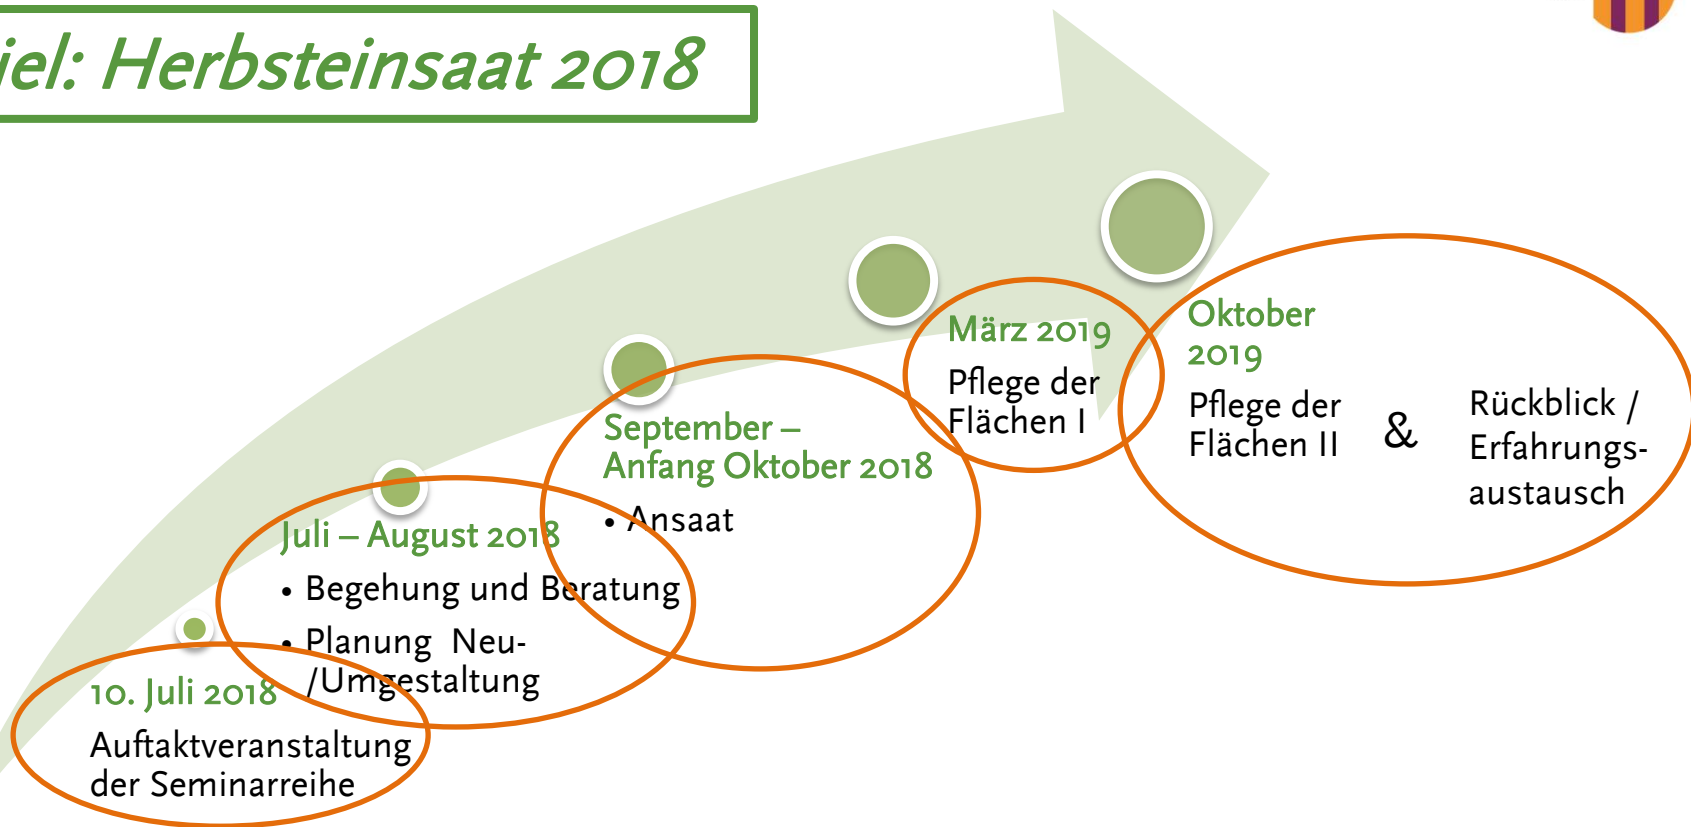 iel: Herbsteinsaat 2018
10. Juli 2018
Auftaktveranstaltung
der Seminarreihe
Juli – August 2018
• Begehung und Beratung
• Planung Neu-
/Umgestaltung
September –
Anfang Oktober 2018
• Ansaat
März 2019
Pflege der
Flächen I
Oktober
2019
Pflege der
Flächen II
&
Rückblick /
Erfahrungs-
austausch